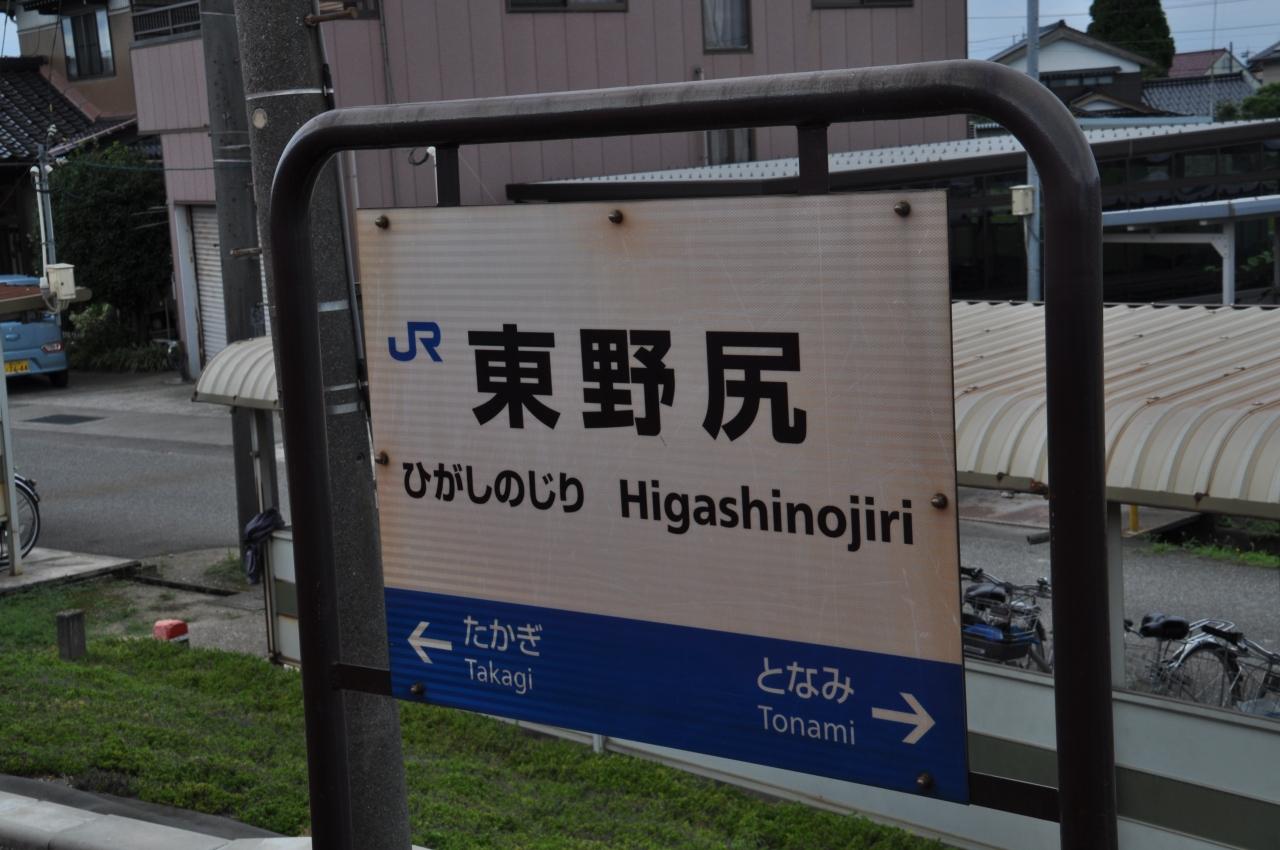 JR 東野尻
ひがしのじり Higashinojiri
← たかぎ
Takagi
となみ →
Tonami